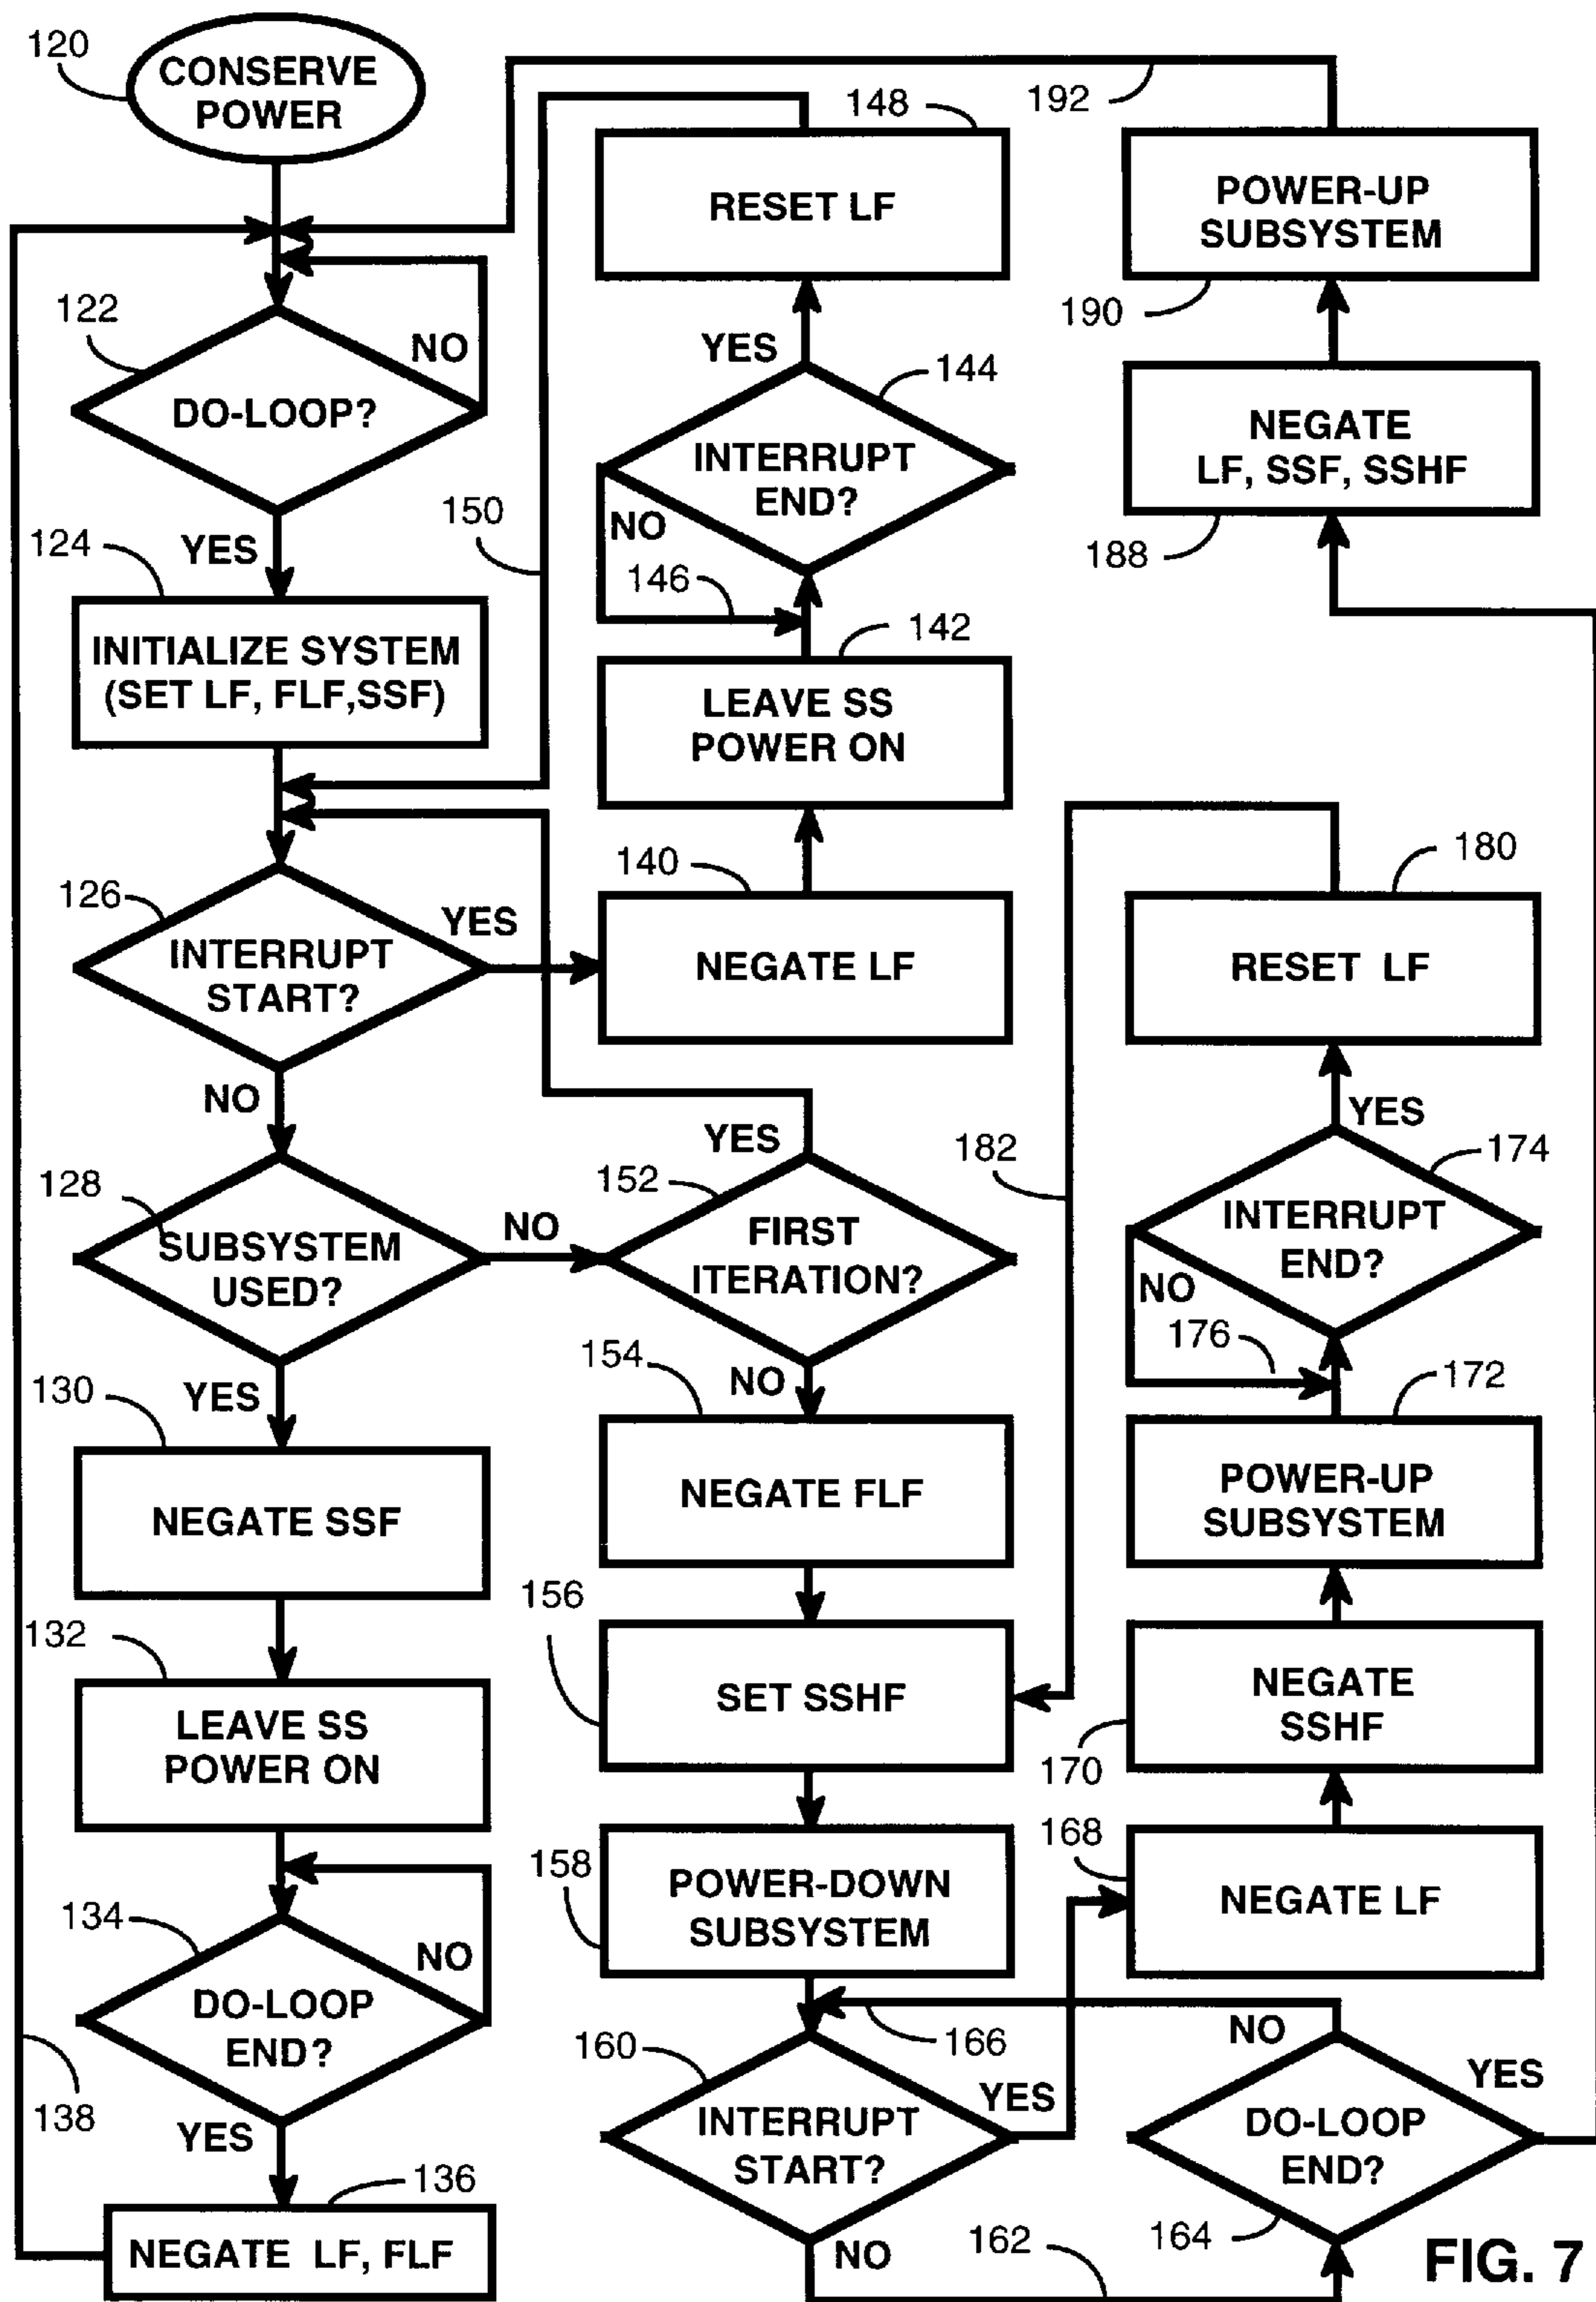 120
CONSERVE
POWER
122
NO
DO-LOOP?
124
YES
INITIALIZE SYSTEM
(SET LF, FLF,SSF)
126
YES
INTERRUPT
START?
NO
128
SUBSYSTEM
USED?
NO
130
YES
NEGATE SSF
132
LEAVE SS
POWER ON
134
NO
DO-LOOP
END?
138
YES
136
NEGATE LF, FLF
148
RESET LF
YES
144
INTERRUPT
END?
150
NO
146
142
LEAVE SS
POWER ON
140
NEGATE LF
YES
152
FIRST
ITERATION?
154
NO
NEGATE FLF
156
SET SSHF
158
POWER-DOWN
SUBSYSTEM
160
166
YES
INTERRUPT
START?
NO
162
192
POWER-UP
SUBSYSTEM
190
NEGATE
LF, SSF, SSHF
188
180
RESET LF
YES
182
174
INTERRUPT
END?
NO
176
172
POWER-UP
SUBSYSTEM
NEGATE
SSHF
170
168
NEGATE LF
NO
YES
DO-LOOP
END?
164
FIG. 7